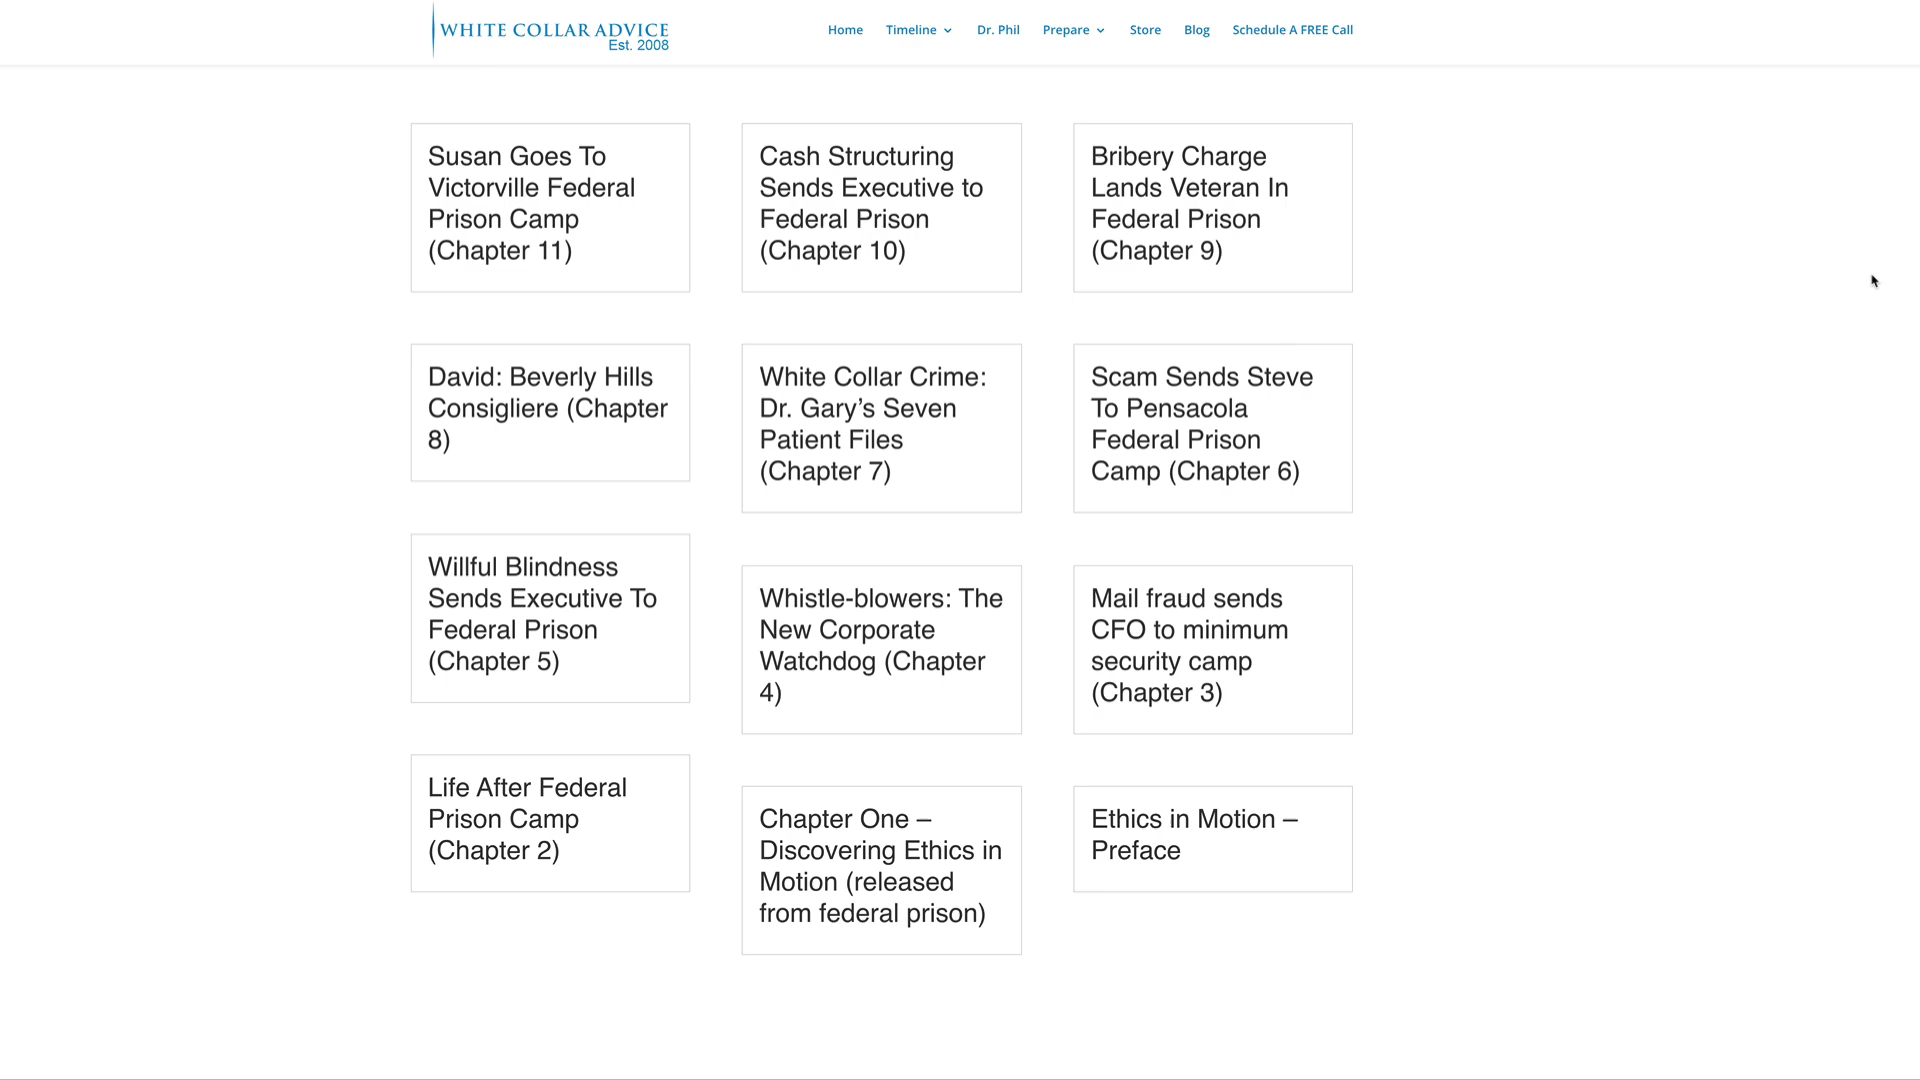 WHITE COLLAR ADVICE
Est. 2008
Home Timeline Dr. Phil Prepare Store Blog Schedule A FREE Call
Susan Goes To
Victorville Federal
Prison Camp
(Chapter 11)
Cash Structuring
Sends Executive to
Federal Prison
(Chapter 10)
Bribery Charge
Lands Veteran In
Federal Prison
(Chapter 9)
David: Beverly Hills
Consigliere (Chapter
8)
White Collar Crime:
Dr. Gary’s Seven
Patient Files
(Chapter 7)
Scam Sends Steve
To Pensacola
Federal Prison
Camp (Chapter 6)
Willful Blindness
Sends Executive To
Federal Prison
(Chapter 5)
Whistle-blowers: The
New Corporate
Watchdog (Chapter
4)
Mail fraud sends
CFO to minimum
security camp
(Chapter 3)
Life After Federal
Prison Camp
(Chapter 2)
Chapter One –
Discovering Ethics in
Motion (released
from federal prison)
Ethics in Motion –
Preface